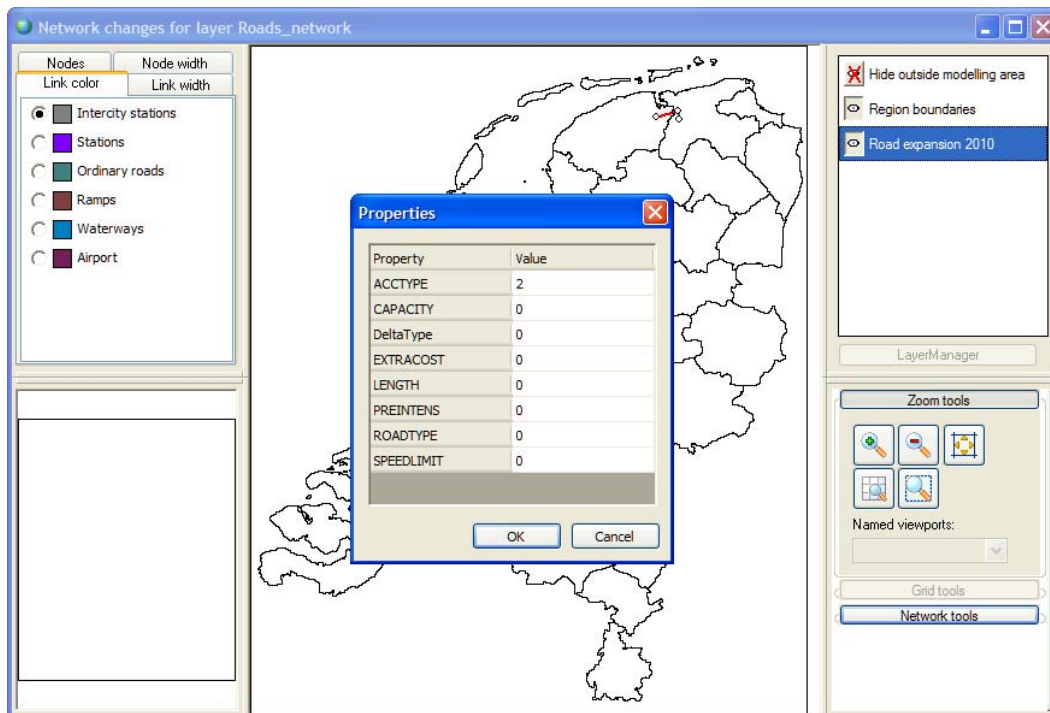 Network changes for layer Roads_network
Nodes
Node width
Link color
Link width
Intercity stations
Stations
Ordinary roads
Ramps
Waterways
Airport
Properties
Property Value
ACCTYPE 2
CAPACITY 0
DeltaType 0
EXTRACOST 0
LENGTH 0
PREINTENS 0
ROADTYPE 0
SPEEDLIMIT 0
OK
Cancel
Hide outside modelling area
Region boundaries
Road expansion 2010
LayerManager
Zoom tools
Named viewports:
Grid tools
Network tools